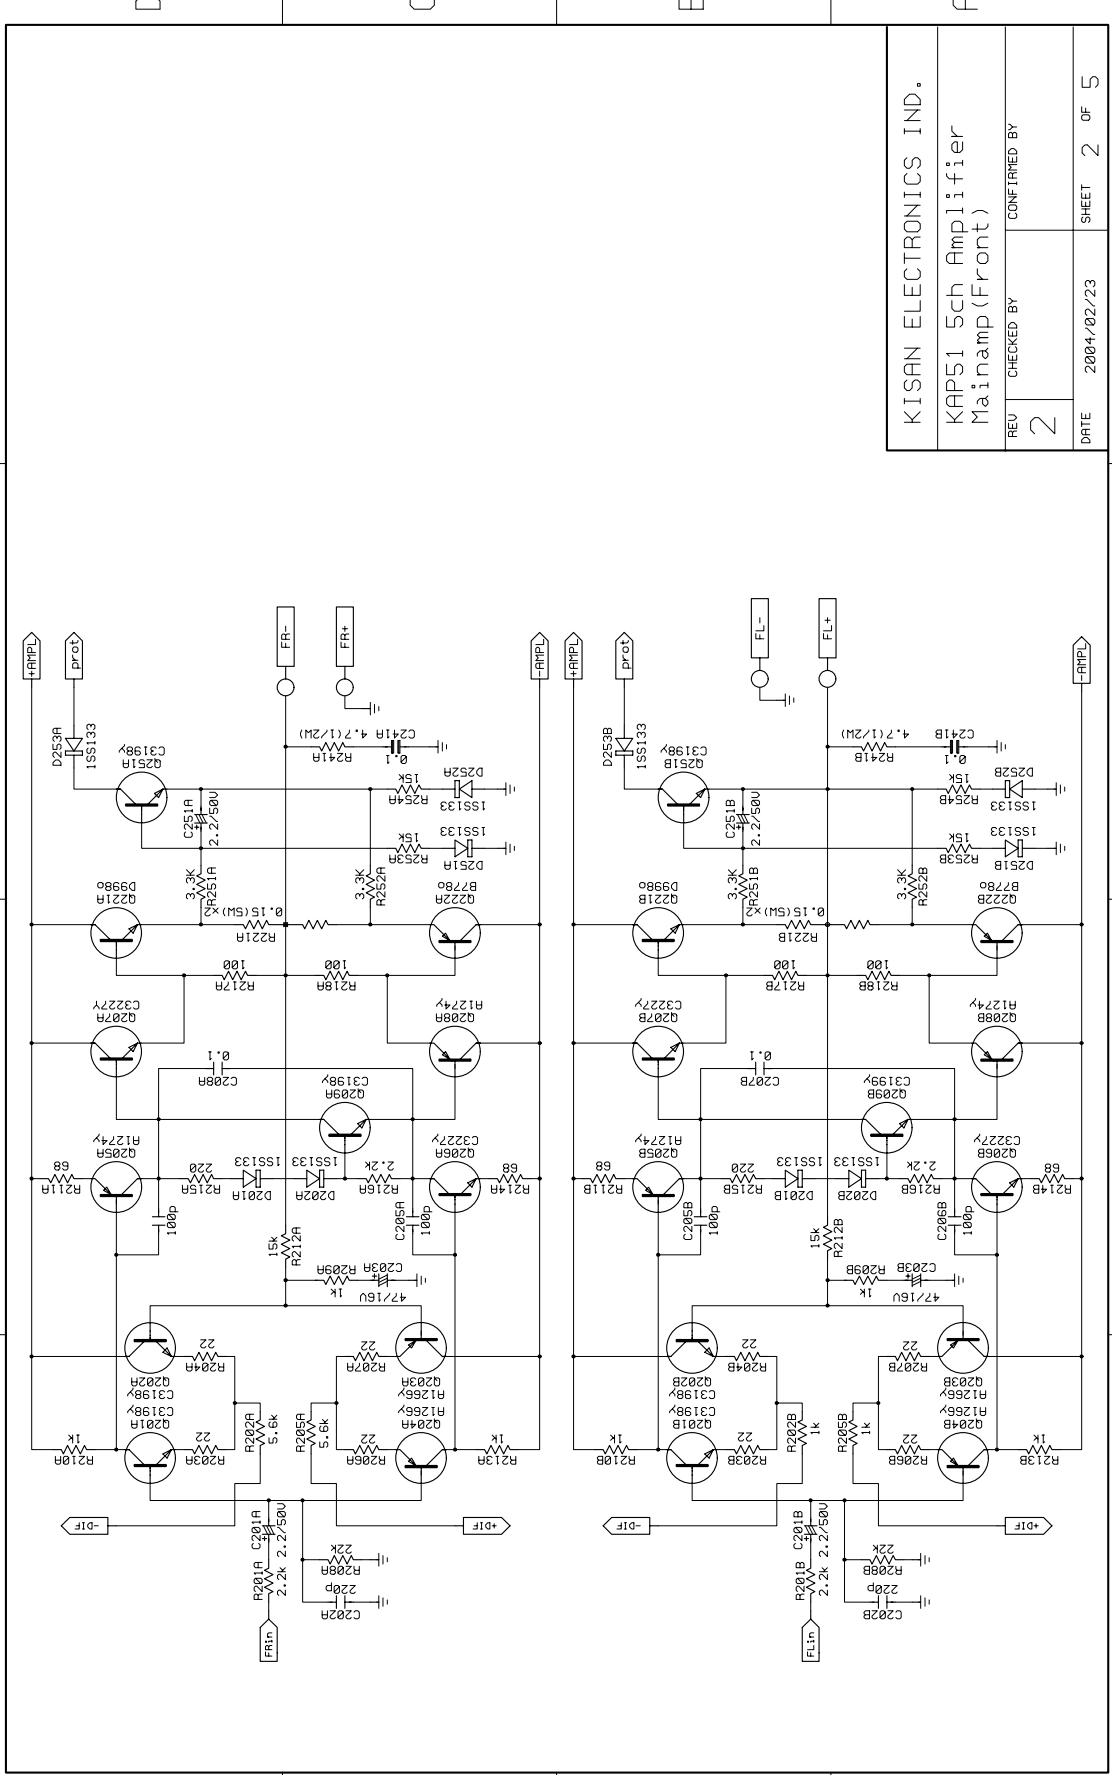 KISAN ELECTRONICS IND.
KAP51 5ch Amplifier
Mainamp(Front)
REV
2
CHECKED BY
CONFIRMED BY
DATE
2004/02/23
SHEET 2 OF 5
+AMPL
prot
D253A
1SS133
Q251A
C3198y
C251A
2.2/50V
R251A
3.3K
Q221A
D998o
R221A
0.15(5W)×2
R252A
3.3K
Q222A
B778o
R253A
15k
D251A
1SS133
R254A
15k
D252A
1SS133
R241A
4.7(1/2W)
C241A
0.1
FR-
FR+
-AMPL
Q207A
C3227Y
R217A
100
R218A
100
Q208A
A1274y
C208A
0.1
Q209A
C3198y
Q205A
A1274y
R211A
68
R215A
220
D201A
1SS133
D202A
1SS133
R216A
2.2k
Q206A
C3227y
R214A
68
100p
C205A
100p
R212A
15k
R209A
1k
C203A
47/16V
Q202A
C3198y
Q201A
C3198y
R204A
22
R203A
22
R202A
5.6k
R205A
5.6k
R207A
22
R206A
22
Q203A
A1266y
Q204A
A1266y
R210A
1k
R213A
1k
-DIF
+DIF
C201A
2.2/50V
R201A
2.2k
R208A
22k
C202A
220p
FRin
+AMPL
prot
D253B
1SS133
Q251B
C3198y
C251B
2.2/50V
R251B
3.3K
Q221B
D998o
R221B
0.15(5W)×2
R252B
3.3K
Q222B
B778o
R253B
15k
D251B
1SS133
R254B
15k
D252B
1SS133
R241B
4.7(1/2W)
C241B
0.1
FL-
FL+
-AMPL
Q207B
C3227Y
R217B
100
R218B
100
Q208B
A1274y
C207B
0.1
Q209B
C3199y
Q205B
A1274y
R211B
68
R215B
220
D201B
1SS133
D202B
1SS133
R216B
2.2k
Q206B
C3227y
R214B
68
C205B
100p
C206B
100p
R212B
15k
R209B
1k
C203B
47/16V
Q202B
C3198y
Q201B
C3198y
R204B
22
R203B
22
R202B
1k
R205B
1k
R207B
22
R206B
22
Q203B
A1266y
Q204B
A1266y
R210B
1k
R213B
1k
-DIF
+DIF
C201B
2.2/50V
R201B
2.2k
R208B
22k
C202B
220p
FLin